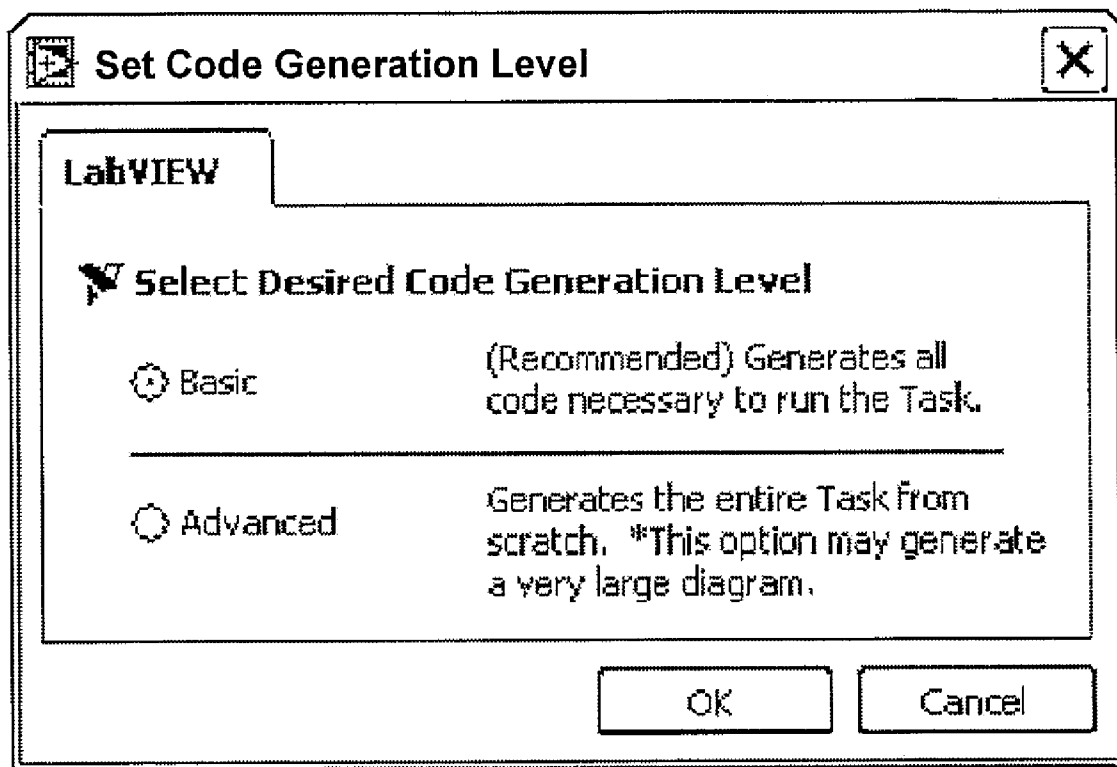 Set Code Generation Level
LabVIEW
Select Desired Code Generation Level
Basic
(Recommended) Generates all
code necessary to run the Task.
Advanced
Generates the entire Task from
scratch. *This option may generate
a very large diagram.
OK
Cancel